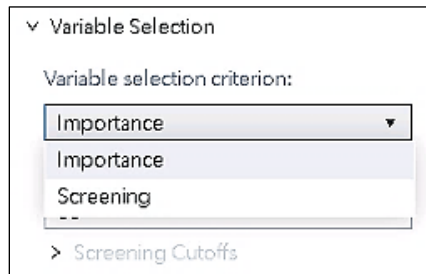 Variable Selection
Variable selection criterion:
Importance
Importance
Screening
Screening Cutoffs